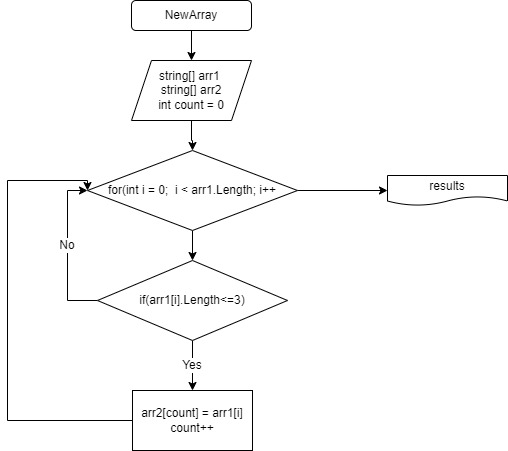 NewArray
string[] arr1
string[] arr2
int count = 0
for(int i = 0;  i < arr1.Length; i++
results
No
if(arr1[i].Length<=3)
Yes
arr2[count] = arr1[i]
count++